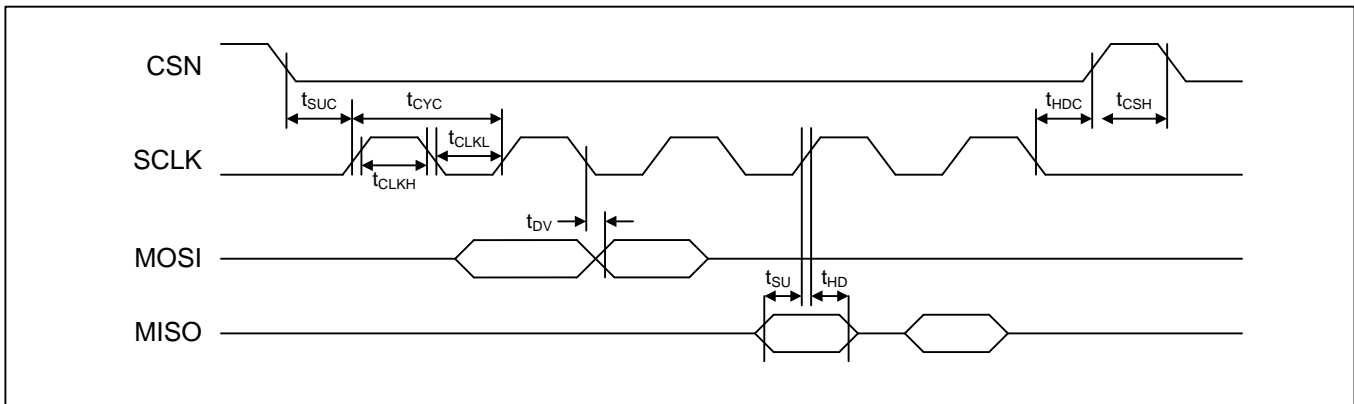 CSN
tSUC
tCYC
tHDC
tCSH
SCLK
tCLKL
tCLKH
tDV
MOSI
tSU
tHD
MISO